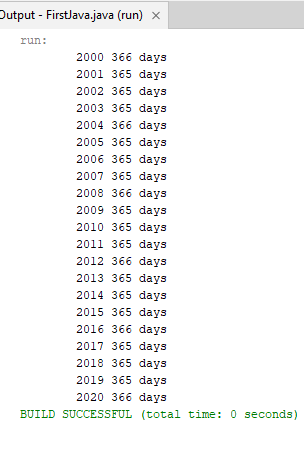 Output - FirstJava.java (run) ×
run:
2000 366 days
2001 365 days
2002 365 days
2003 365 days
2004 366 days
2005 365 days
2006 365 days
2007 365 days
2008 366 days
2009 365 days
2010 365 days
2011 365 days
2012 366 days
2013 365 days
2014 365 days
2015 365 days
2016 366 days
2017 365 days
2018 365 days
2019 365 days
2020 366 days
BUILD SUCCESSFUL (total time: 0 seconds)